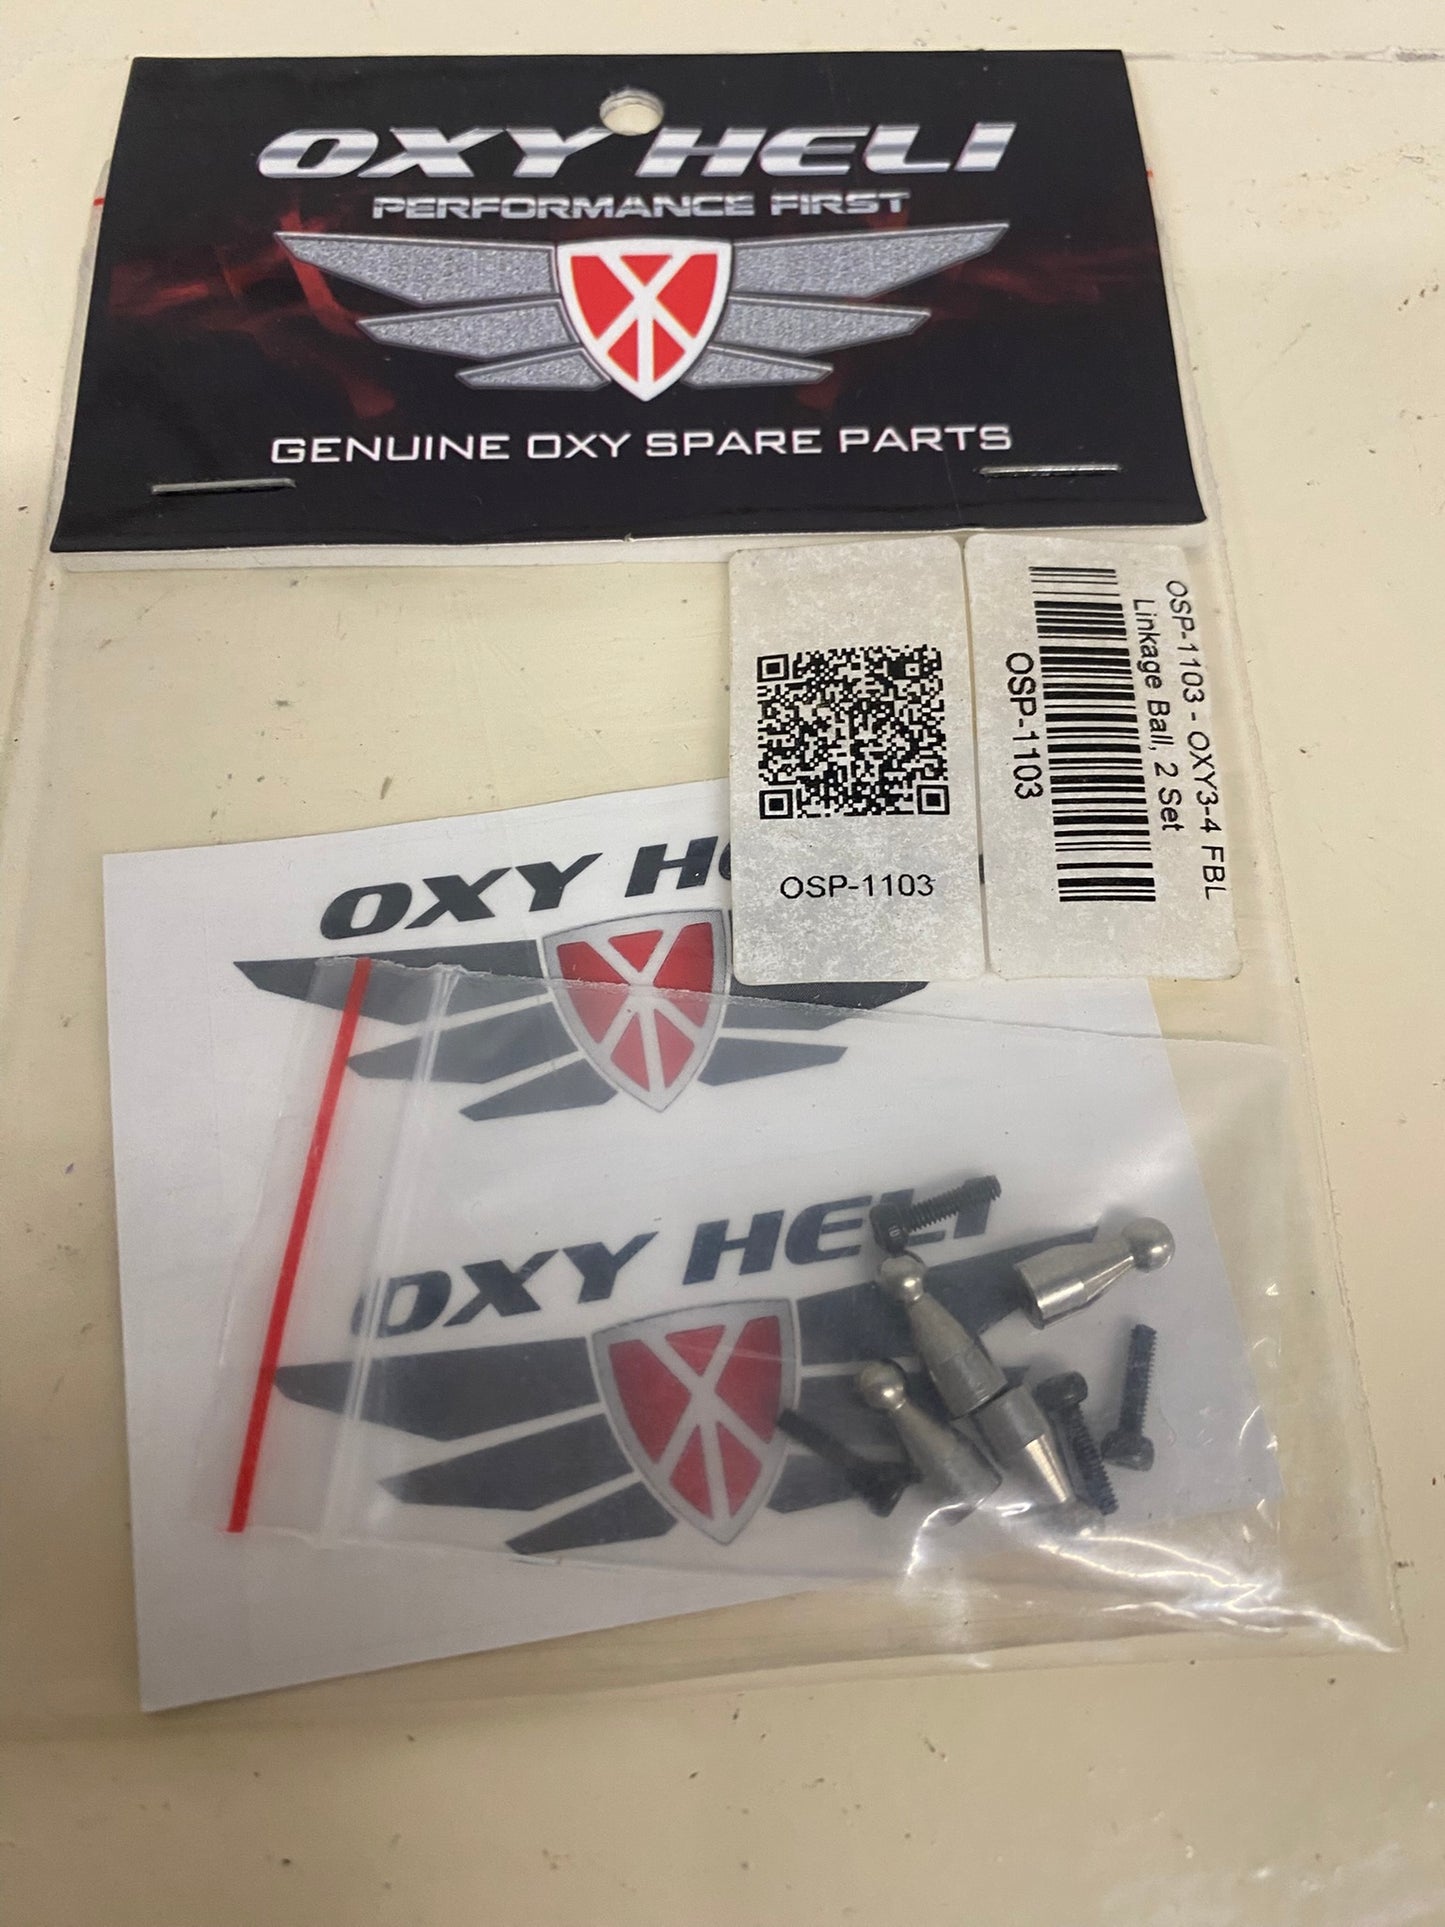 OXY HELI
PERFORMANCE FIRST
GENUINE OXY SPARE PARTS
OSP-1103 - OXY3-4 FBL
Linkage Ball, 2 Set
OSP-1103
OSP-1103
OXY HE
OXY HELI